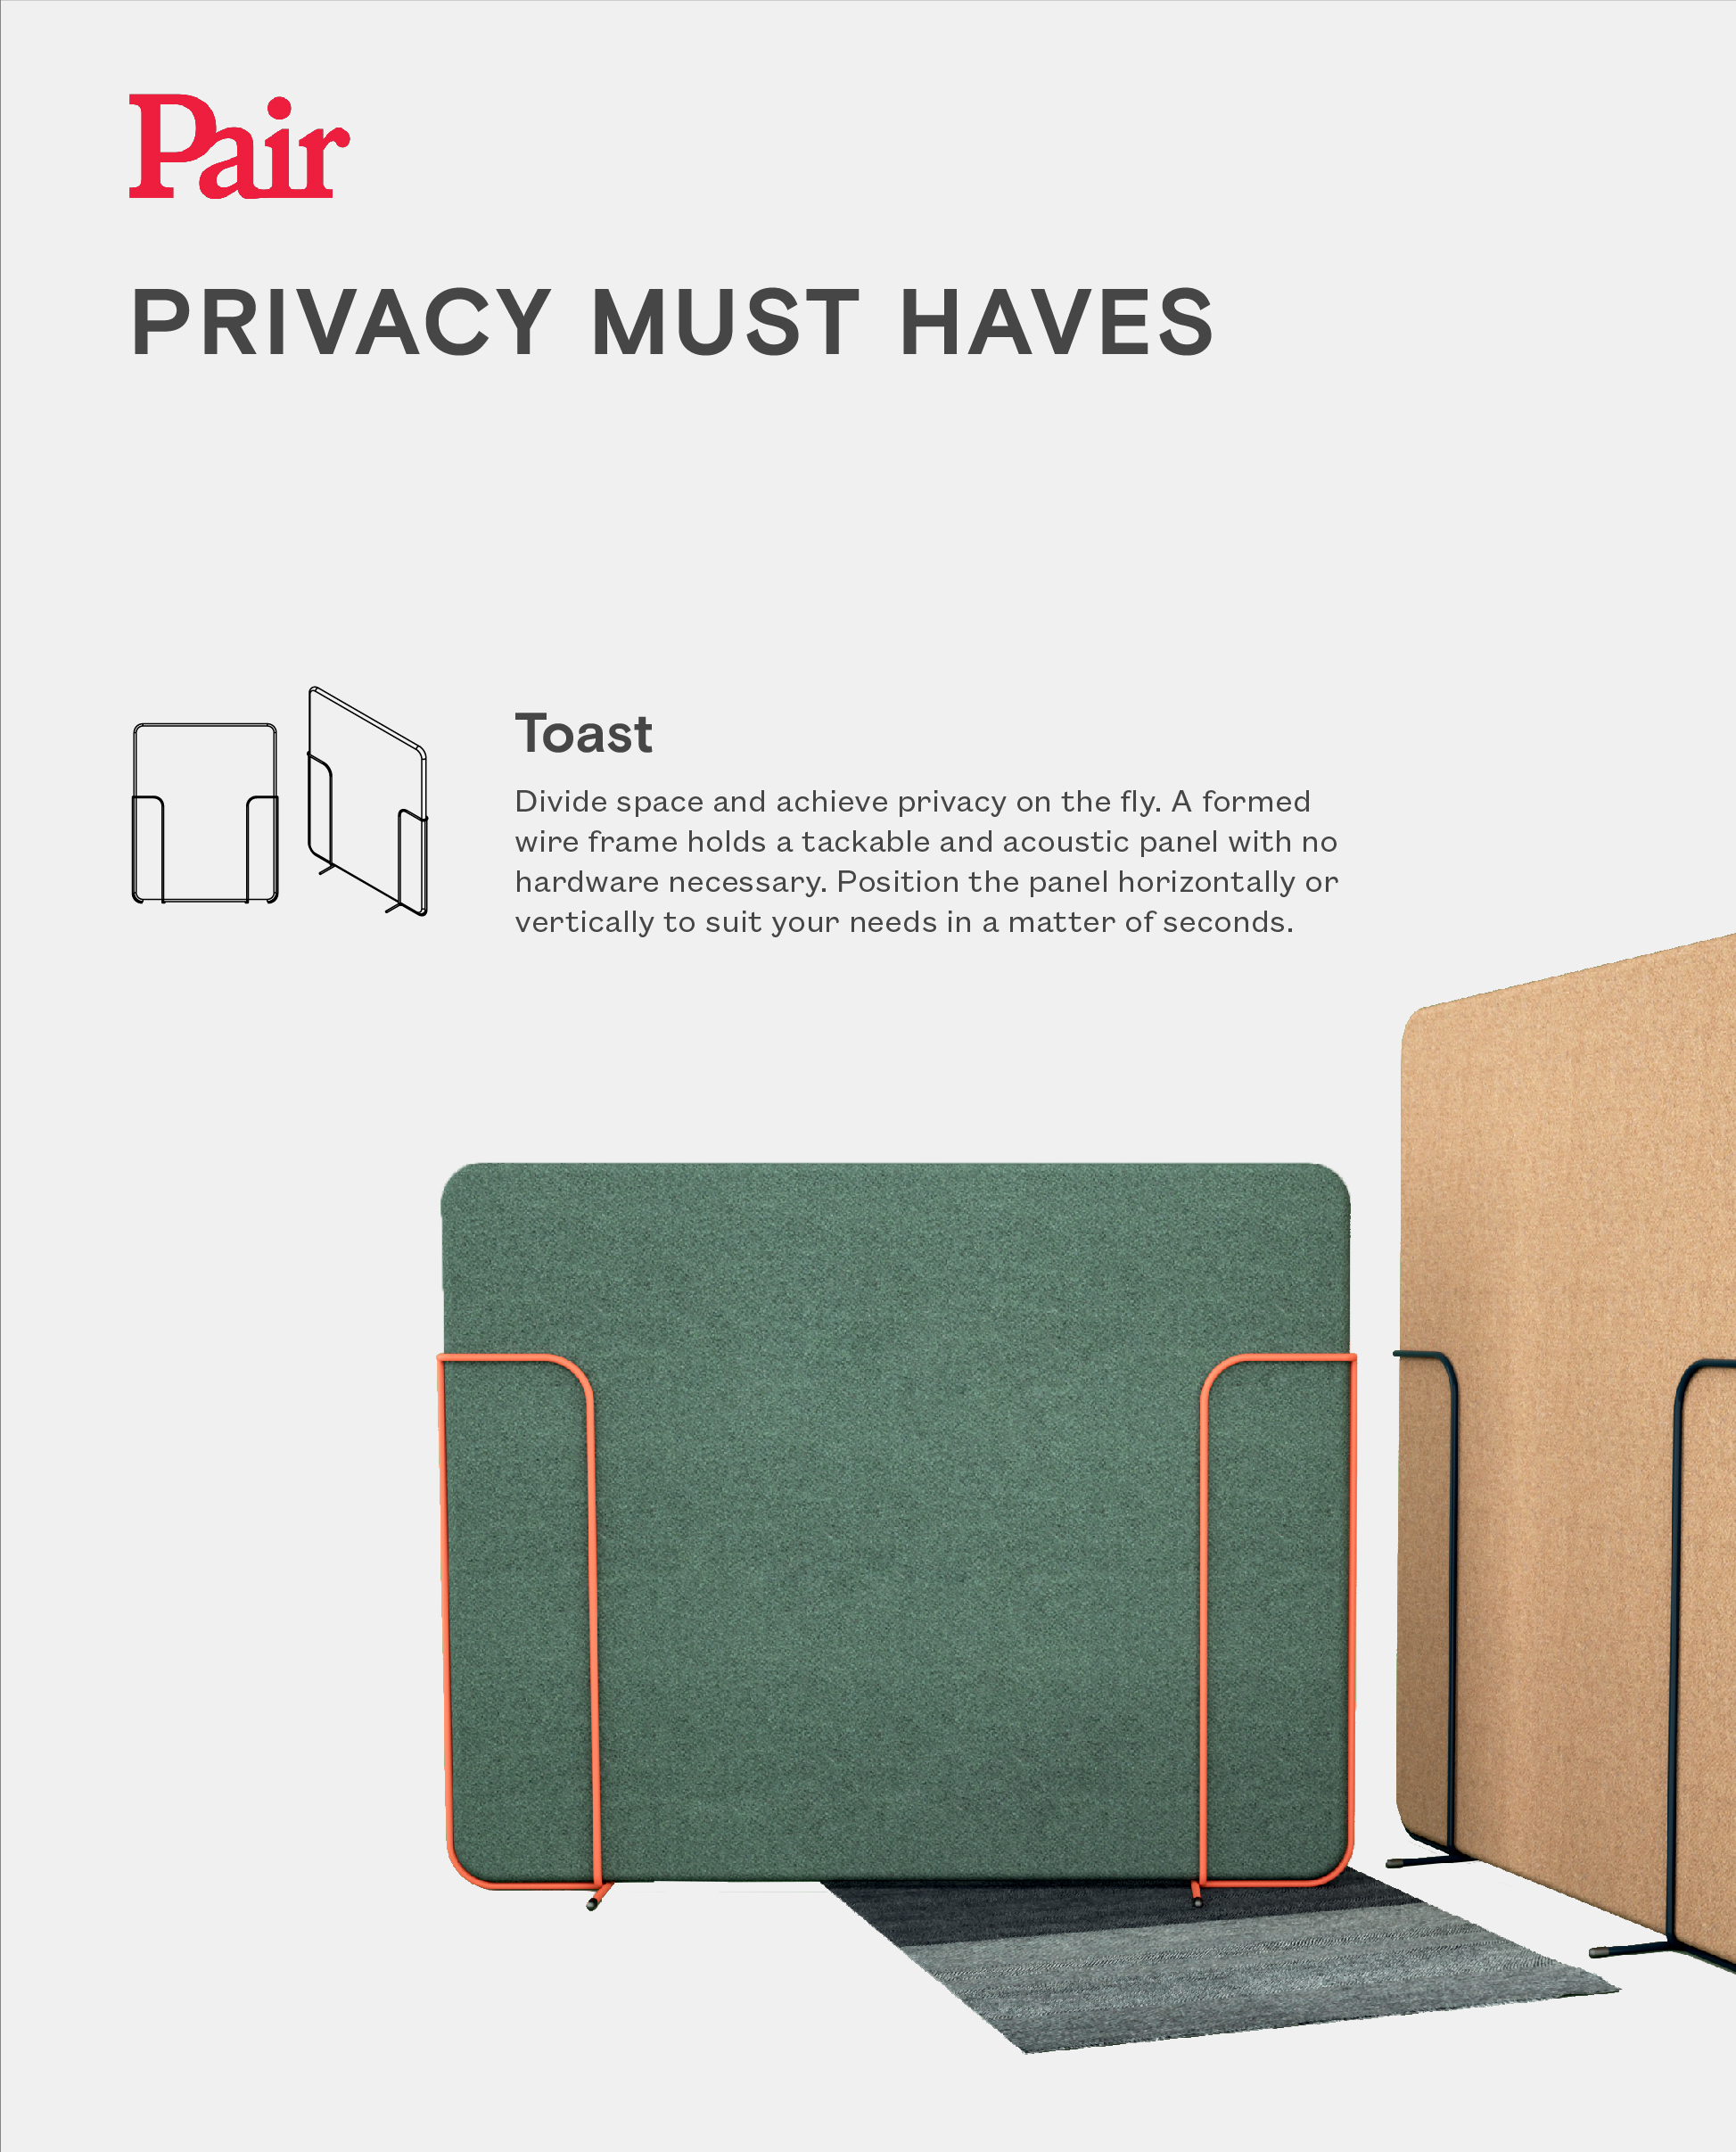 Pair
PRIVACY MUST HAVES
Toast
Divide space and achieve privacy on the fly. A formed
wire frame holds a tackable and acoustic panel with no
hardware necessary. Position the panel horizontally or
vertically to suit your needs in a matter of seconds.